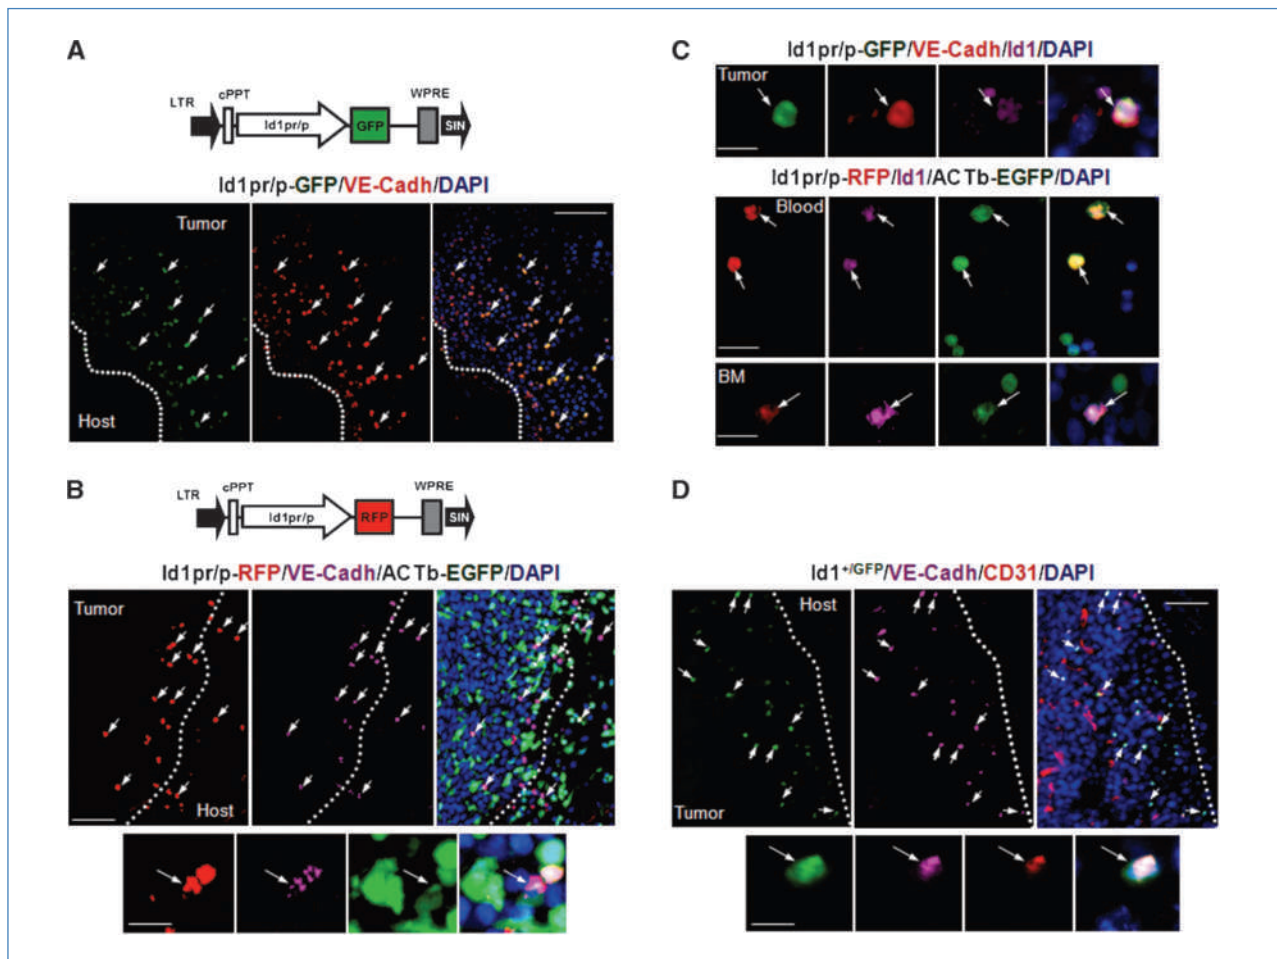 A
LTR
cPPT
Id1pr/p
GFP
WPRE
SIN
Id1pr/p-GFP/VE-Cadh/DAPI
Tumor
Host
B
LTR
cPPT
Id1pr/p
RFP
WPRE
SIN
Id1pr/p-RFP/VE-Cadh/ACTb-EGFP/DAPI
Tumor
Host
C
Id1pr/p-GFP/VE-Cadh/Id1/DAPI
Tumor
Id1pr/p-RFP/Id1/ACTb-EGFP/DAPI
Blood
BM
D
Id1+/GFP/VE-Cadh/CD31/DAPI
Host
Tumor